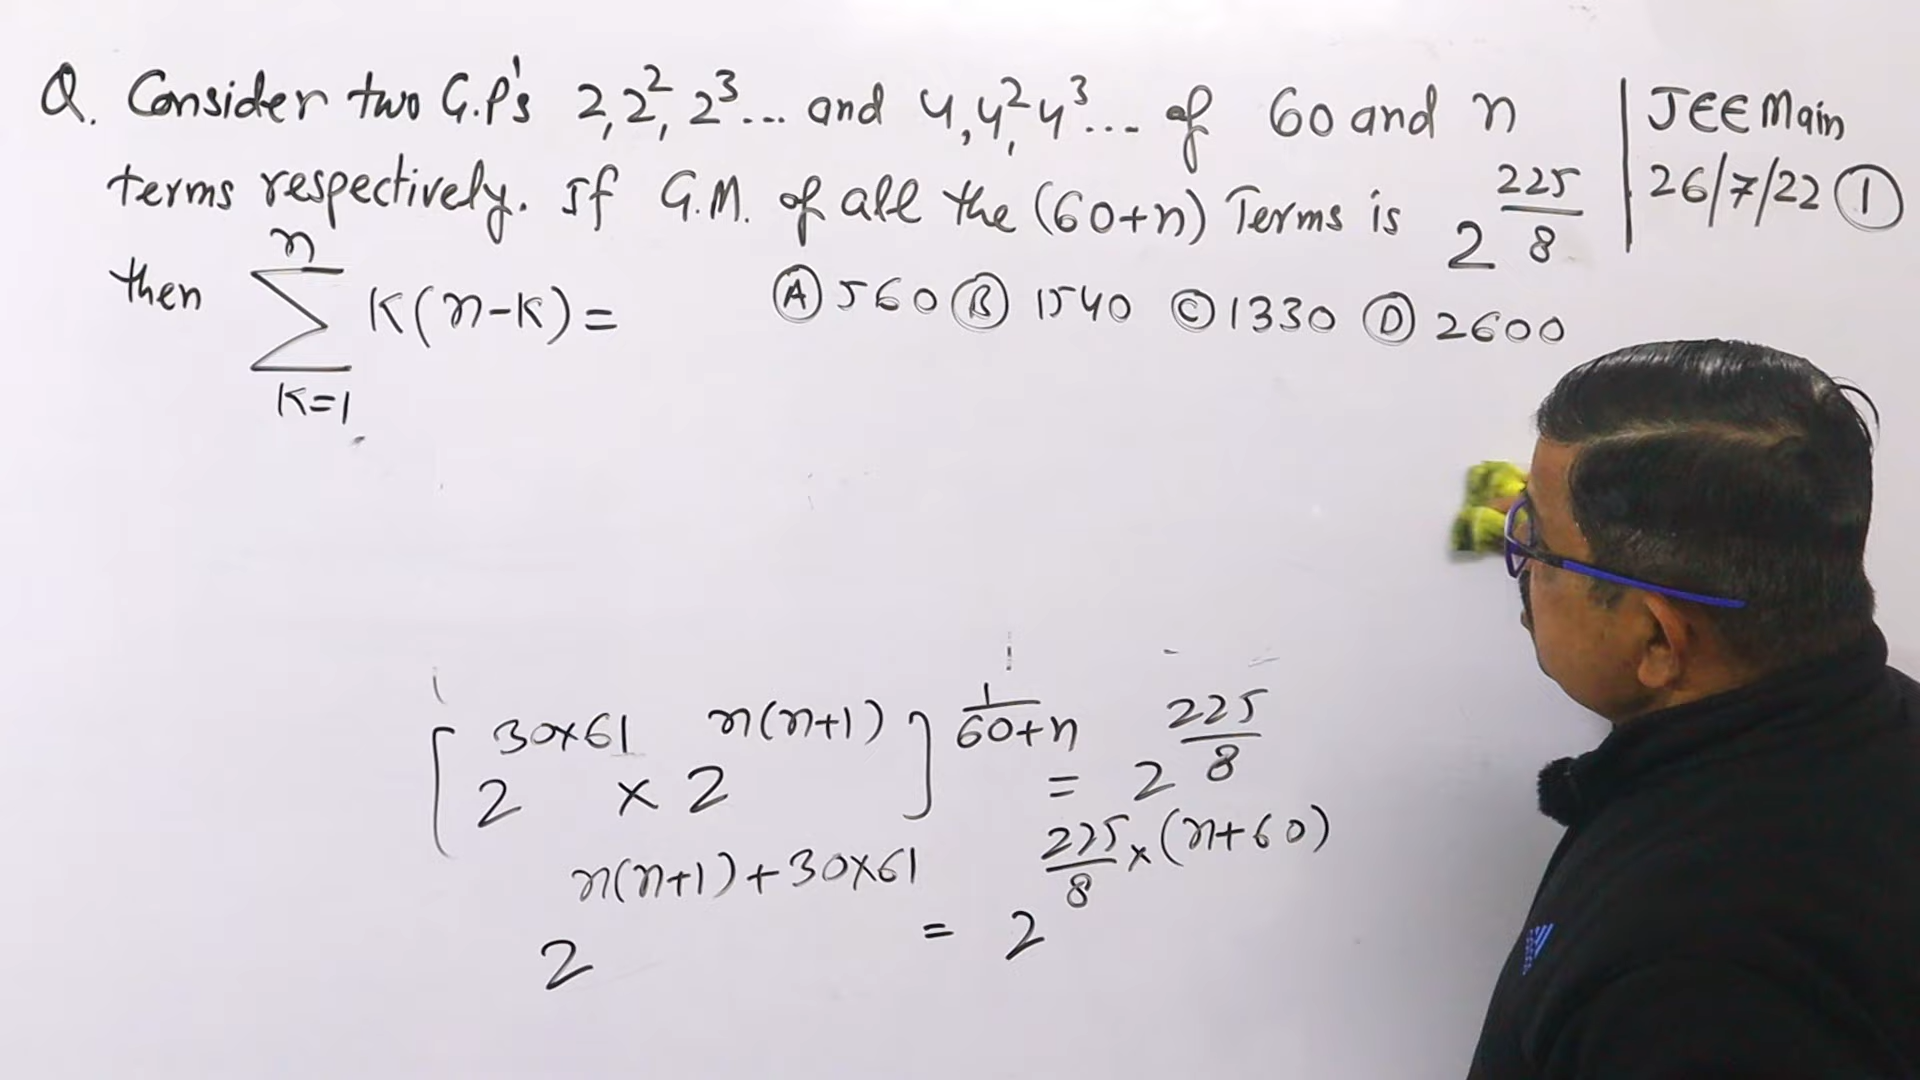 Q. Consider two G.P's 2, 2², 2³... and 4, 4², 4³.... of 60 and n
terms respectively. If G.M. of all the (60+n) Terms is 2^(225/8)
then ∑_{K=1}^{n} K(n-K) = Ⓐ 560 Ⓑ 1540 Ⓒ 1330 Ⓓ 2600
JEE Main
26/7/22 ①
[2^(30×61) × 2^(n(n+1))]^(1/(60+n)) = 2^(225/8)
2^(n(n+1)+30×61) = 2^(225/8 × (n+60))